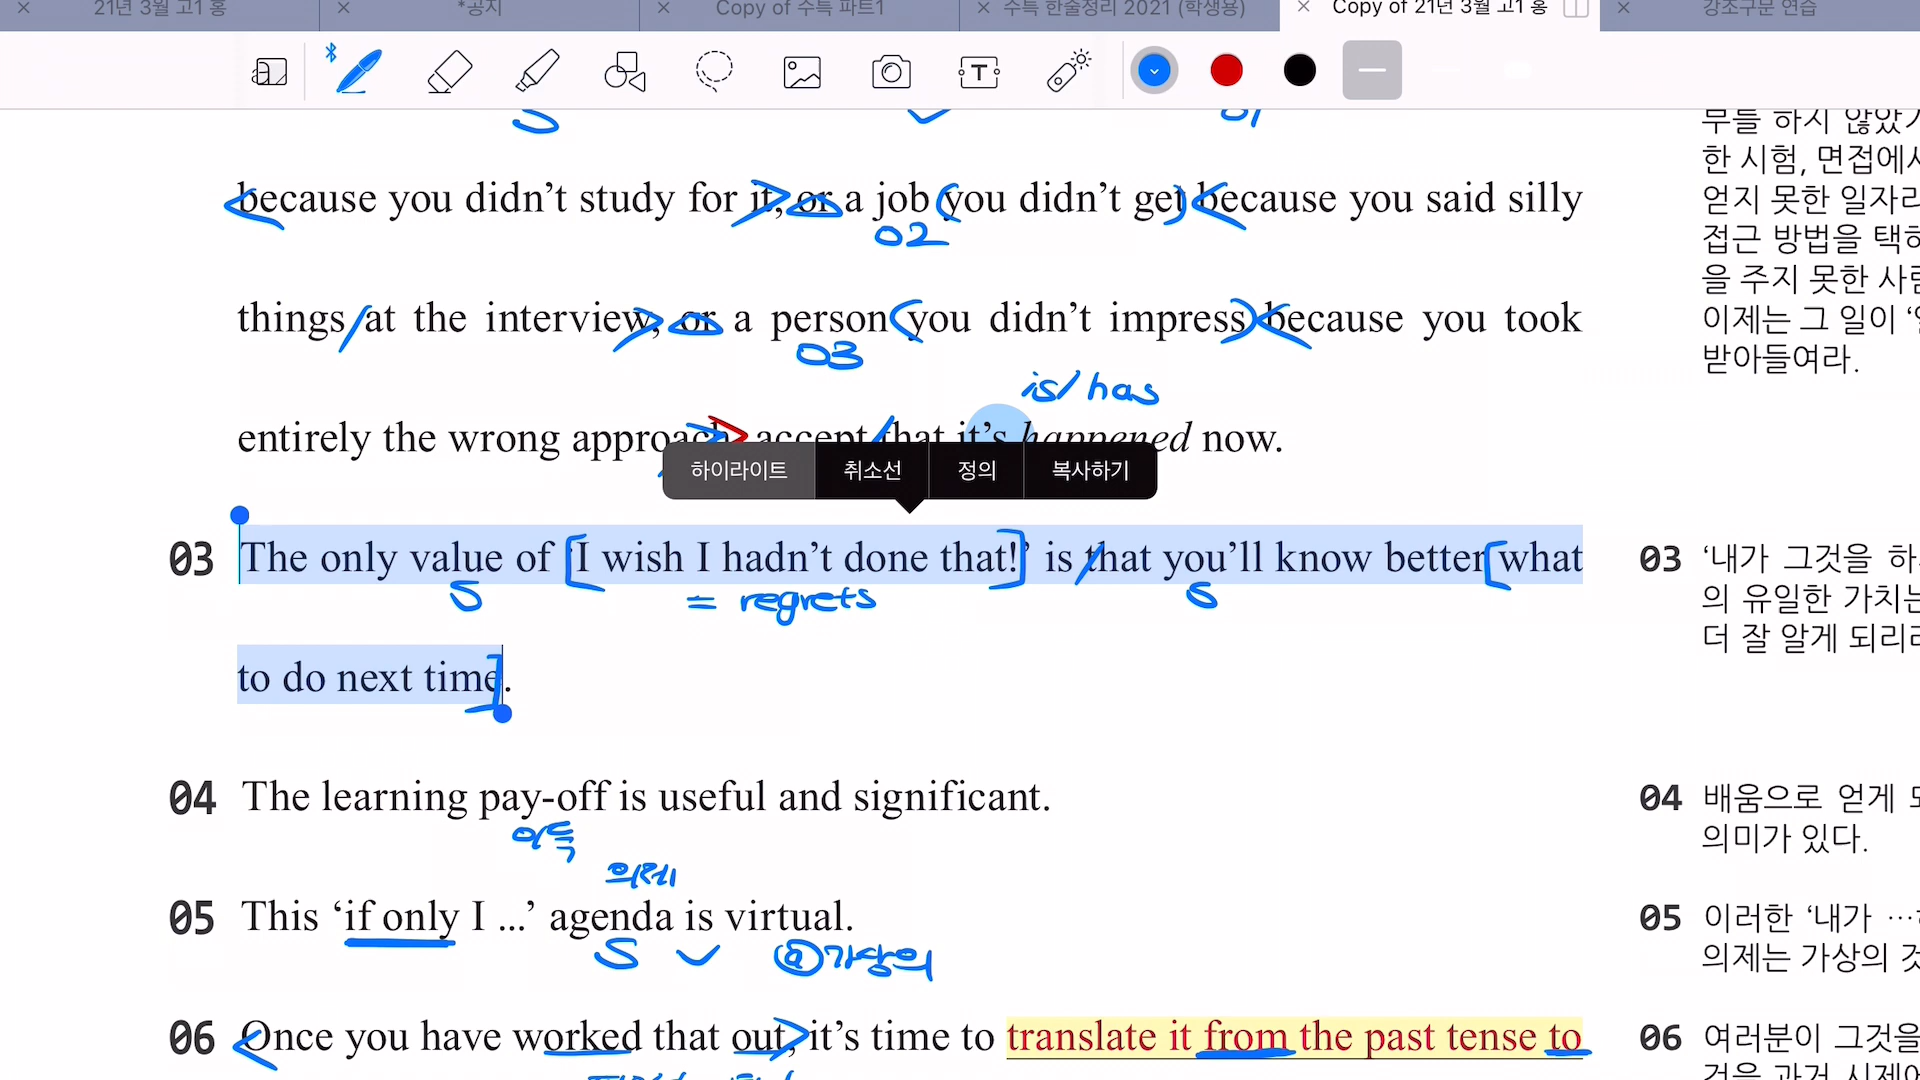 21년 3월 고1 홍
*공지
Copy of 수특 파트1
수특 한술정리 2021 (학생용)
Copy of 21년 3월 고1 홍
강조구문 연습
T
S
because you didn't study for it, or a job you didn't get because you said silly
02
things at the interview, or a person you didn't impress because you took
03
is/has
entirely the wrong approach, accept that it's happened now.
하이라이트
취소선
정의
복사하기
03 The only value of 'I wish I hadn't done that!' is that you'll know better what
S
= regrets
S
to do next time.
04 The learning pay-off is useful and significant.
이득
의제
05 This 'if only I ...' agenda is virtual.
S
ⓐ가상의
06 Once you have worked that out, it's time to translate it from the past tense to
한 시험, 면접에서
얻지 못한 일자리
접근 방법을 택하
을 주지 못한 사람
이제는 그 일이
받아들여라.
03 '내가 그것을 하
의 유일한 가치는
더 잘 알게 되리라
04 배움으로 얻게
의미가 있다.
05 이러한 '내가 …
의제는 가상의 것
06 여러분이 그것을
것을 과거 시제에